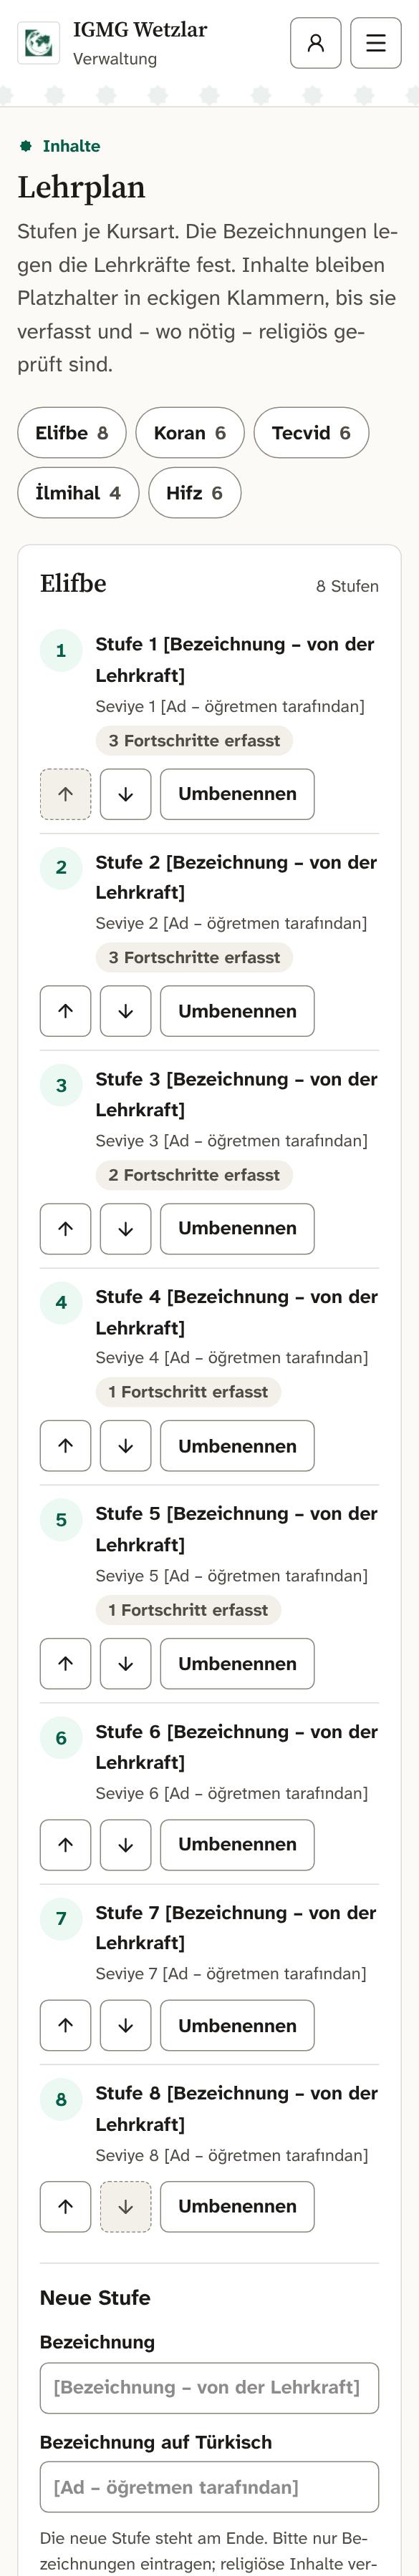 IGMG Wetzlar
Verwaltung
Inhalte
Lehrplan
Stufen je Kursart. Die Bezeichnungen le-
gen die Lehrkräfte fest. Inhalte bleiben
Platzhalter in eckigen Klammern, bis sie
verfasst und – wo nötig – religiös ge-
prüft sind.
Elifbe 8 Koran 6 Tecvid 6
İlmihal 4 Hifz 6
Elifbe 8 Stufen
1 Stufe 1 [Bezeichnung – von der
Lehrkraft]
Seviye 1 [Ad – öğretmen tarafından]
3 Fortschritte erfasst
↑ ↓ Umbenennen
2 Stufe 2 [Bezeichnung – von der
Lehrkraft]
Seviye 2 [Ad – öğretmen tarafından]
3 Fortschritte erfasst
↑ ↓ Umbenennen
3 Stufe 3 [Bezeichnung – von der
Lehrkraft]
Seviye 3 [Ad – öğretmen tarafından]
2 Fortschritte erfasst
↑ ↓ Umbenennen
4 Stufe 4 [Bezeichnung – von der
Lehrkraft]
Seviye 4 [Ad – öğretmen tarafından]
1 Fortschritt erfasst
↑ ↓ Umbenennen
5 Stufe 5 [Bezeichnung – von der
Lehrkraft]
Seviye 5 [Ad – öğretmen tarafından]
1 Fortschritt erfasst
↑ ↓ Umbenennen
6 Stufe 6 [Bezeichnung – von der
Lehrkraft]
Seviye 6 [Ad – öğretmen tarafından]
↑ ↓ Umbenennen
7 Stufe 7 [Bezeichnung – von der
Lehrkraft]
Seviye 7 [Ad – öğretmen tarafından]
↑ ↓ Umbenennen
8 Stufe 8 [Bezeichnung – von der
Lehrkraft]
Seviye 8 [Ad – öğretmen tarafından]
↑ ↓ Umbenennen
Neue Stufe
Bezeichnung
[Bezeichnung – von der Lehrkraft]
Bezeichnung auf Türkisch
[Ad – öğretmen tarafından]
Die neue Stufe steht am Ende. Bitte nur Be-
zeichnungen eintragen; religiöse Inhalte ver-